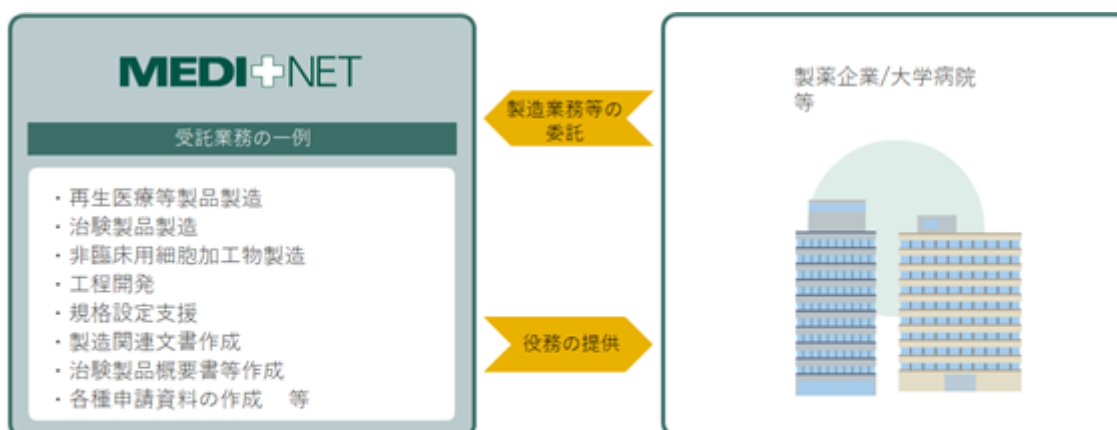 MEDI NET
受託業務の一例
・再生医療等製品製造
・治験製品製造
・非臨床用細胞加工物製造
・工程開発
・規格設定支援
・製造関連文書作成
・治験製品概要書等作成
・各種申請資料の作成　等
製造業務等の
委託
役務の提供
製薬企業/大学病院
等